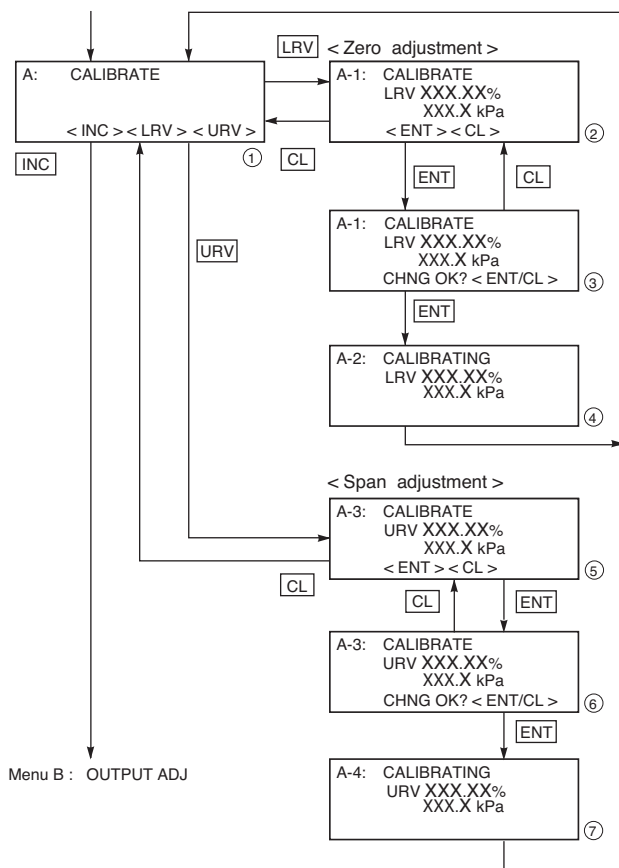 LRV < Zero adjustment >
A: CALIBRATE
< INC > < LRV > < URV >
①
INC
A-1: CALIBRATE
LRV XXX.XX%
XXX.X kPa
< ENT > < CL >
②
CL
ENT
CL
URV
A-1: CALIBRATE
LRV XXX.XX%
XXX.X kPa
CHNG OK? < ENT/CL >
③
ENT
A-2: CALIBRATING
LRV XXX.XX%
XXX.X kPa
④
< Span adjustment >
A-3: CALIBRATE
URV XXX.XX%
XXX.X kPa
< ENT > < CL >
⑤
CL
CL
ENT
A-3: CALIBRATE
URV XXX.XX%
XXX.X kPa
CHNG OK? < ENT/CL >
⑥
ENT
Menu B : OUTPUT ADJ
A-4: CALIBRATING
URV XXX.XX%
XXX.X kPa
⑦